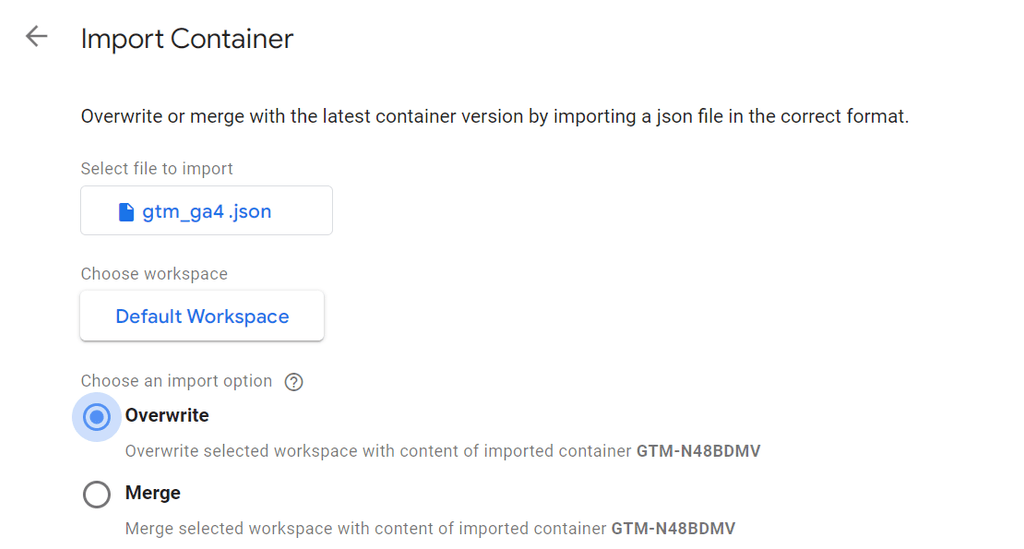 Import Container
Overwrite or merge with the latest container version by importing a json file in the correct format.
Select file to import
gtm_ga4 .json
Choose workspace
Default Workspace
Choose an import option ?
Overwrite
Overwrite selected workspace with content of imported container GTM-N48BDMV
Merge
Merge selected workspace with content of imported container GTM-N48BDMV